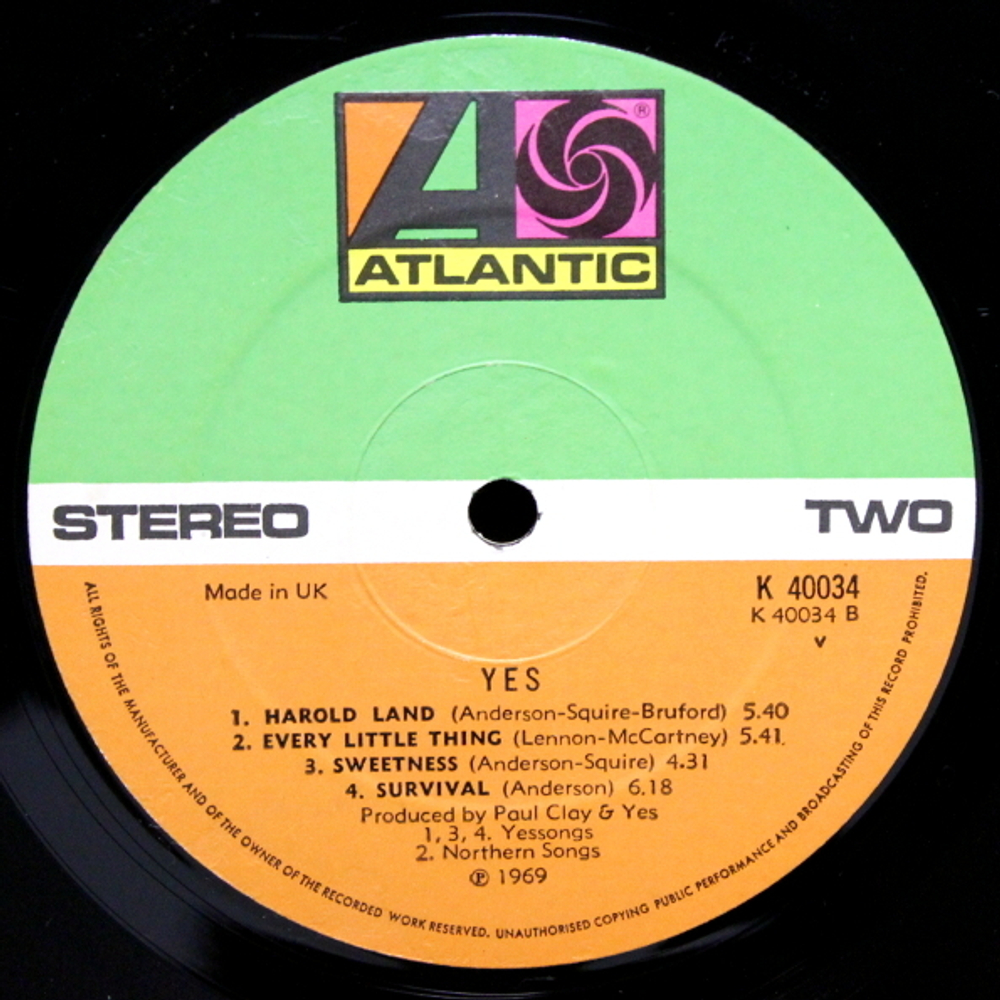 ®
ATLANTIC
STEREO
TWO
Made in UK
K 40034
K 40034 B
v
YES
1. HAROLD LAND (Anderson-Squire-Bruford) 5.40
2. EVERY LITTLE THING (Lennon-McCartney) 5.41.
3. SWEETNESS (Anderson-Squire) 4.31
4. SURVIVAL (Anderson) 6.18
Produced by Paul Clay & Yes
1, 3, 4. Yessongs
2. Northern Songs
℗ 1969
ALL RIGHTS OF THE MANUFACTURER AND OF THE OWNER OF THE RECORDED WORK RESERVED. UNAUTHORISED COPYING PUBLIC PERFORMANCE AND BROADCASTING OF THIS RECORD PROHIBITED.